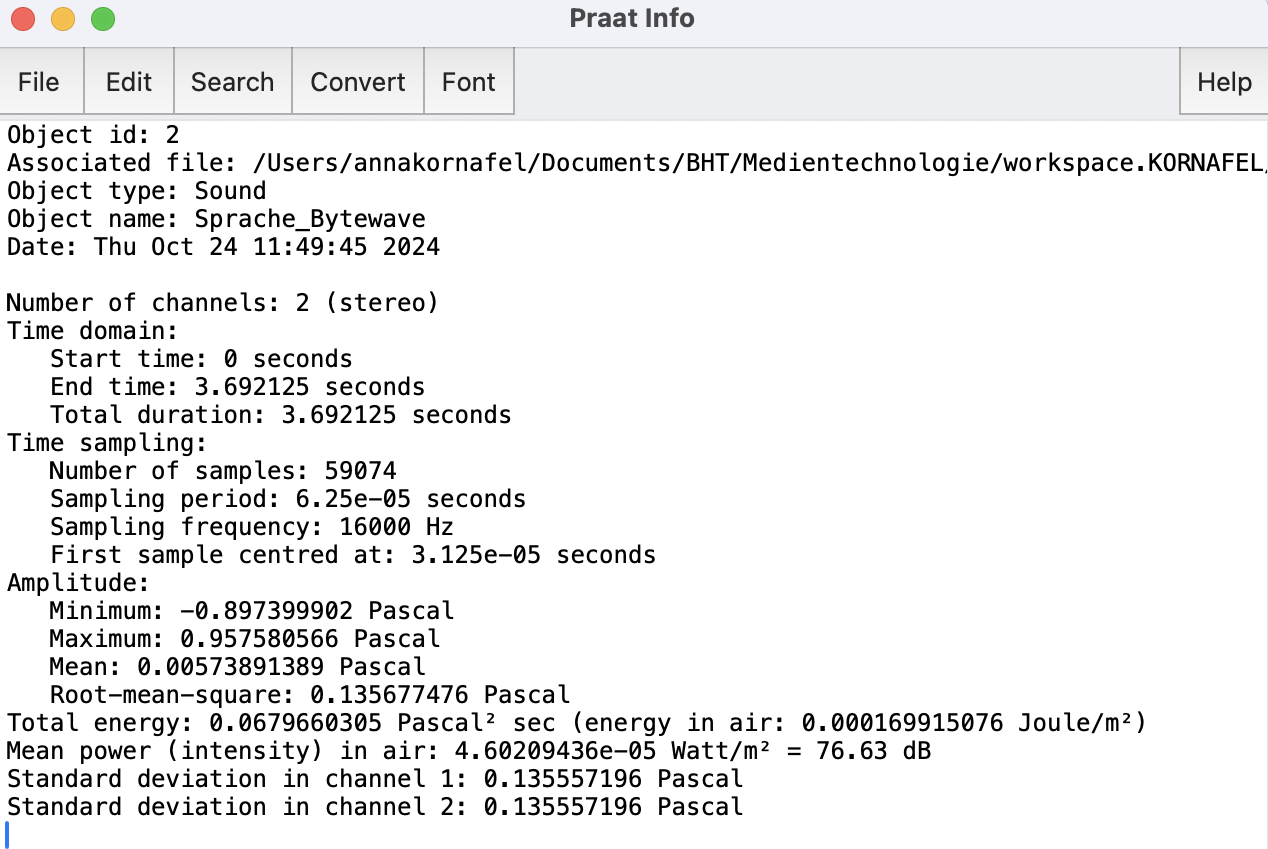 Praat Info
File Edit Search Convert Font Help
Object id: 2
Associated file: /Users/annakornafel/Documents/BHT/Medientechnologie/workspace.KORNAFEL/
Object type: Sound
Object name: Sprache_Bytewave
Date: Thu Oct 24 11:49:45 2024
Number of channels: 2 (stereo)
Time domain:
Start time: 0 seconds
End time: 3.692125 seconds
Total duration: 3.692125 seconds
Time sampling:
Number of samples: 59074
Sampling period: 6.25e-05 seconds
Sampling frequency: 16000 Hz
First sample centred at: 3.125e-05 seconds
Amplitude:
Minimum: -0.897399902 Pascal
Maximum: 0.957580566 Pascal
Mean: 0.00573891389 Pascal
Root-mean-square: 0.135677476 Pascal
Total energy: 0.0679660305 Pascal² sec (energy in air: 0.000169915076 Joule/m²)
Mean power (intensity) in air: 4.60209436e-05 Watt/m² = 76.63 dB
Standard deviation in channel 1: 0.135557196 Pascal
Standard deviation in channel 2: 0.135557196 Pascal